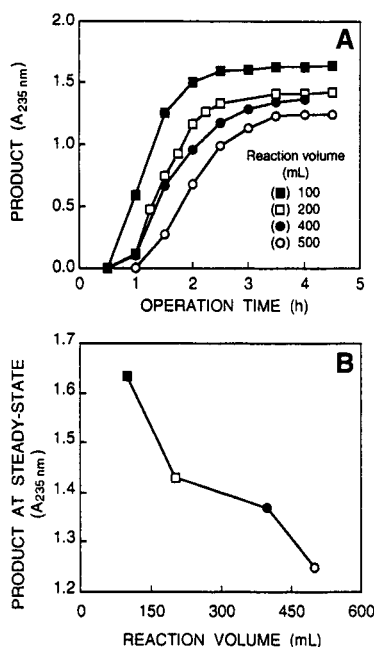 A
2.0
1.5
1.0
0.5
0.0
PRODUCT (A235 nm)
Reaction volume
(mL)
(■) 100
(□) 200
(●) 400
(○) 500
0 1 2 3 4 5
OPERATION TIME (h)
B
1.7
1.6
1.5
1.4
1.3
1.2
PRODUCT AT STEADY-STATE
(A235 nm)
0 150 300 450 600
REACTION VOLUME (mL)